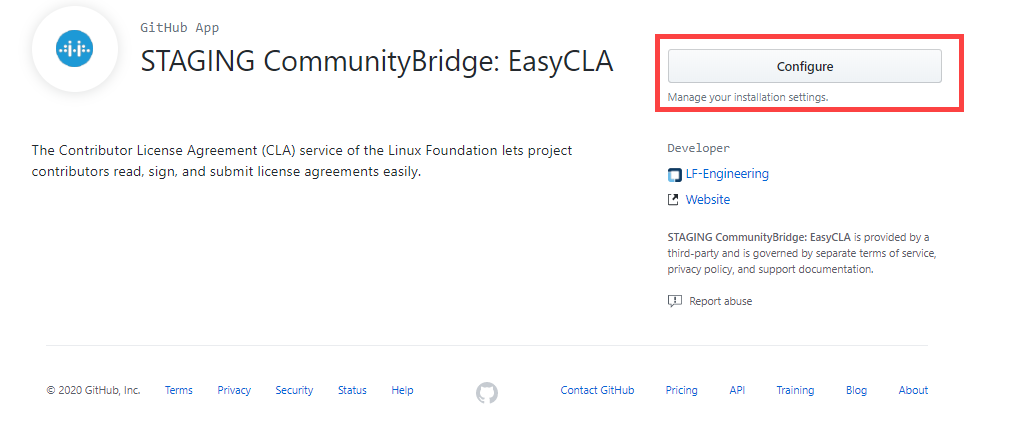 GitHub App
STAGING CommunityBridge: EasyCLA
Configure
Manage your installation settings.
The Contributor License Agreement (CLA) service of the Linux Foundation lets project
contributors read, sign, and submit license agreements easily.
Developer
LF-Engineering
Website
STAGING CommunityBridge: EasyCLA is provided by a
third-party and is governed by separate terms of service,
privacy policy, and support documentation.
Report abuse
© 2020 GitHub, Inc. Terms Privacy Security Status Help Contact GitHub Pricing API Training Blog About